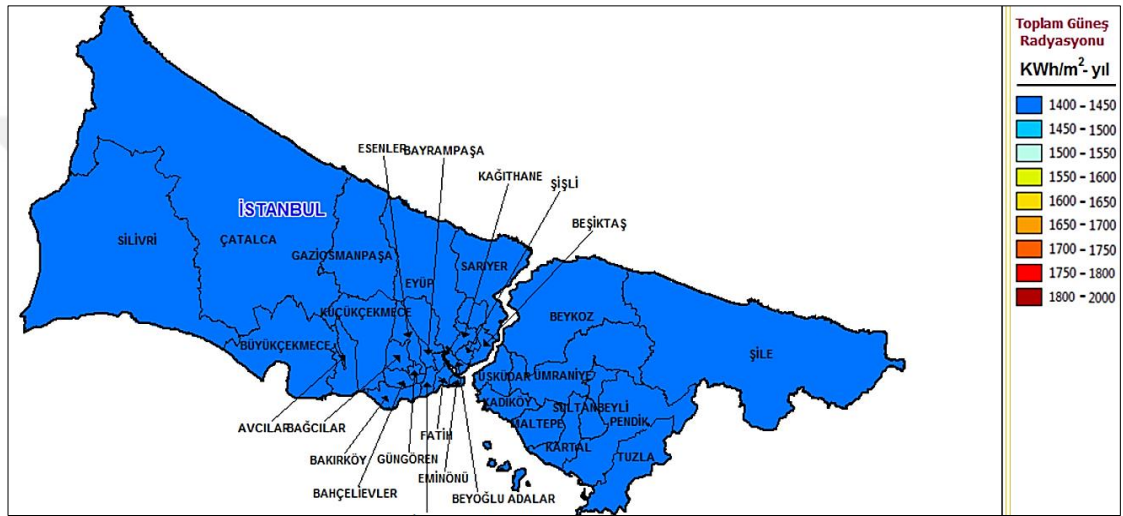 Toplam Güneş
Radyasyonu
KWh/m²- yıl
1400 - 1450
1450 - 1500
1500 - 1550
1550 - 1600
1600 - 1650
1650 - 1700
1700 - 1750
1750 - 1800
1800 - 2000
ESENLER
BAYRAMPAŞA
KAĞITHANE
ŞİŞLİ
BEŞİKTAŞ
İSTANBUL
SİLİVRİ
ÇATALCA
GAZİOSMANPAŞA
SARIYER
EYÜP
KÜÇÜKÇEKMECE
BEYKOZ
BÜYÜKÇEKMECE
ŞİLE
ÜSKÜDAR
ÜMRANİYE
KADIKÖY
SULTANBEYLİ
MALTEPE
PENDİK
KARTAL
TUZLA
AVCILAR
BAĞCILAR
FATİH
BAKIRKÖY
GÜNGÖREN
EMİNÖNÜ
BAHÇELİEVLER
BEYOĞLU
ADALAR